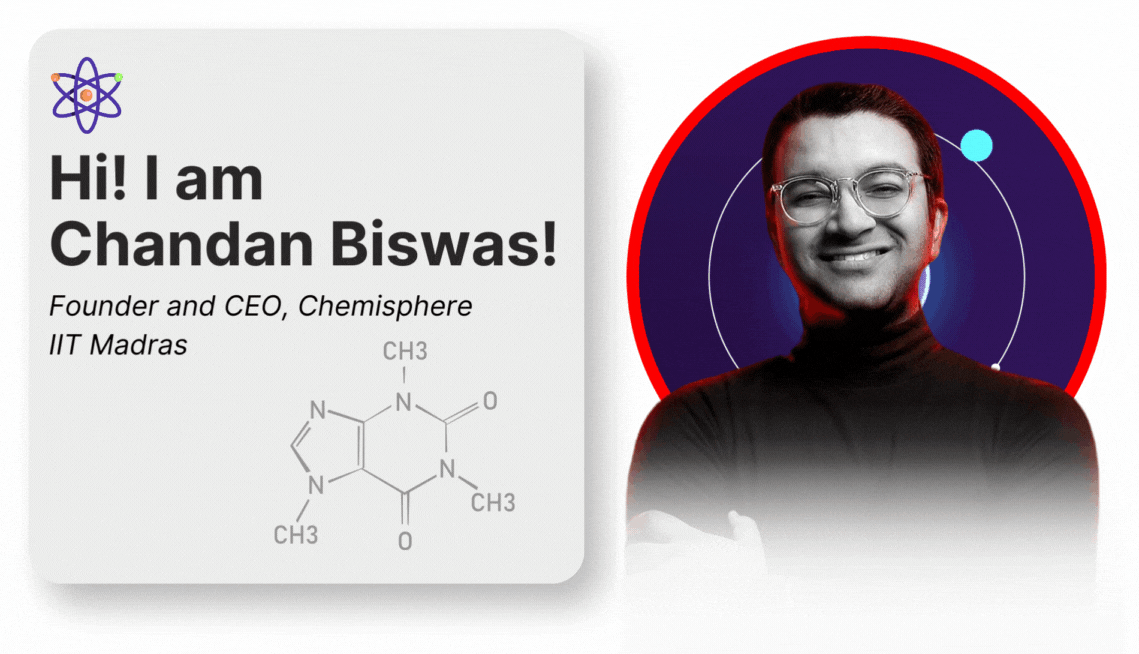 Hi! I am
Chandan Biswas!
Founder and CEO, Chemisphere
IIT Madras
CH3
N
N
O
N
N
CH3
CH3
O